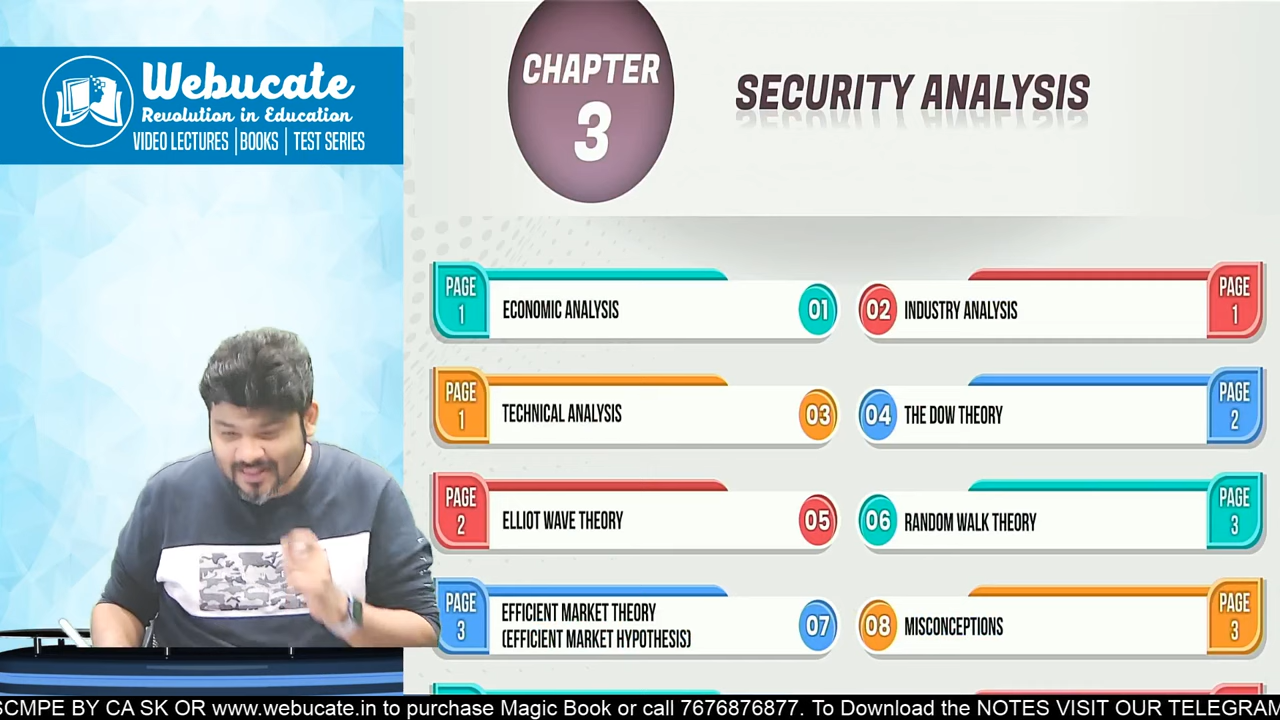 Webucate
Revolution in Education
VIDEO LECTURES | BOOKS | TEST SERIES
CHAPTER
3
SECURITY ANALYSIS
PAGE
1
ECONOMIC ANALYSIS
01
02
INDUSTRY ANALYSIS
PAGE
1
PAGE
1
TECHNICAL ANALYSIS
03
04
THE DOW THEORY
PAGE
2
PAGE
2
ELLIOT WAVE THEORY
05
06
RANDOM WALK THEORY
PAGE
3
PAGE
3
EFFICIENT MARKET THEORY
(EFFICIENT MARKET HYPOTHESIS)
07
08
MISCONCEPTIONS
PAGE
3
SCMPE BY CA SK OR www.webucate.in to purchase Magic Book or call 7676876877. To Download the NOTES VISIT OUR TELEGRAM